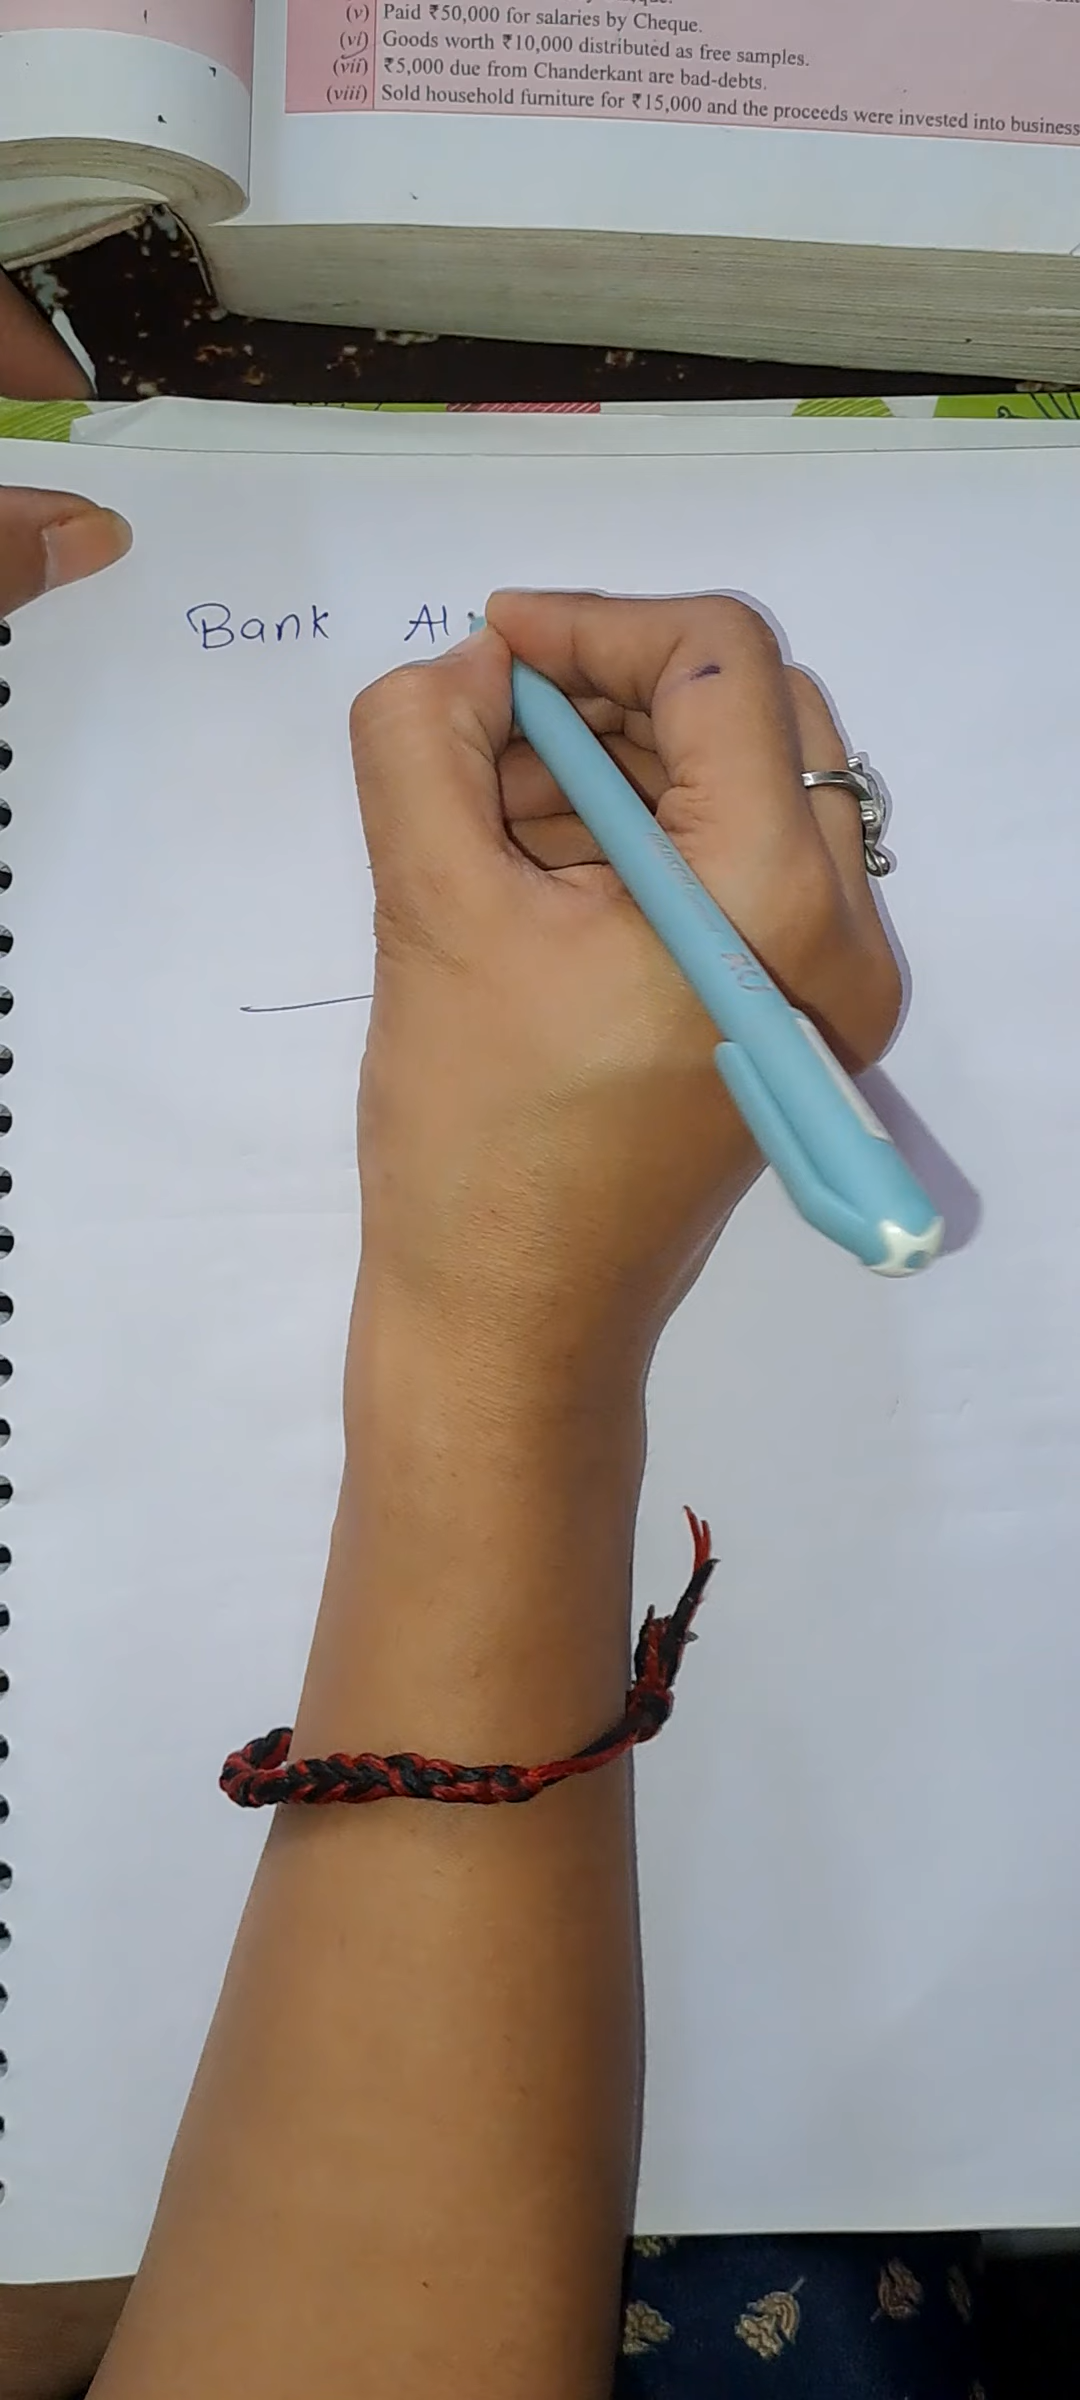 (v) Paid ₹50,000 for salaries by Cheque.
(vi) Goods worth ₹10,000 distributed as free samples.
(vii) ₹5,000 due from Chanderkant are bad-debts.
(viii) Sold household furniture for ₹15,000 and the proceeds were invested into business
Bank A/